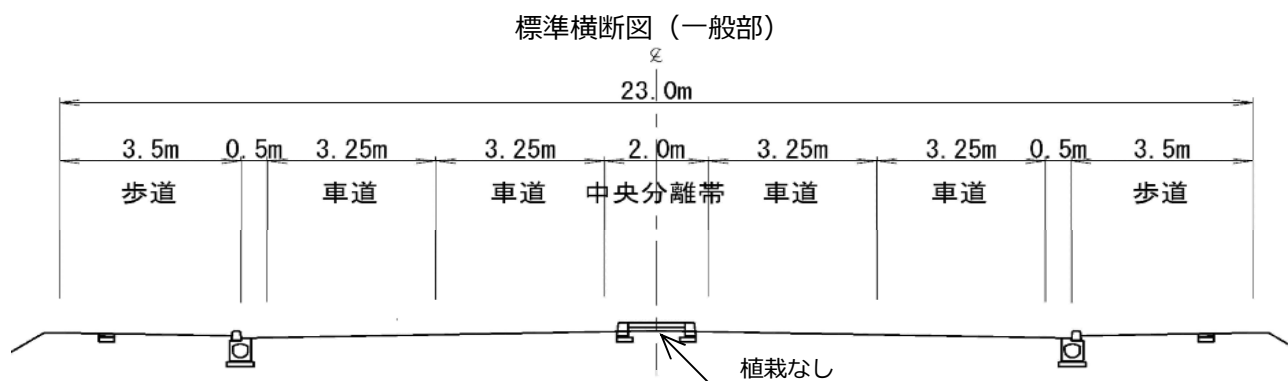 標準横断図（一般部）
℄
23.0m
3.5m 0.5m 3.25m 3.25m 2.0m 3.25m 3.25m 0.5m 3.5m
歩道 車道 車道 中央分離帯 車道 車道 歩道
植栽なし